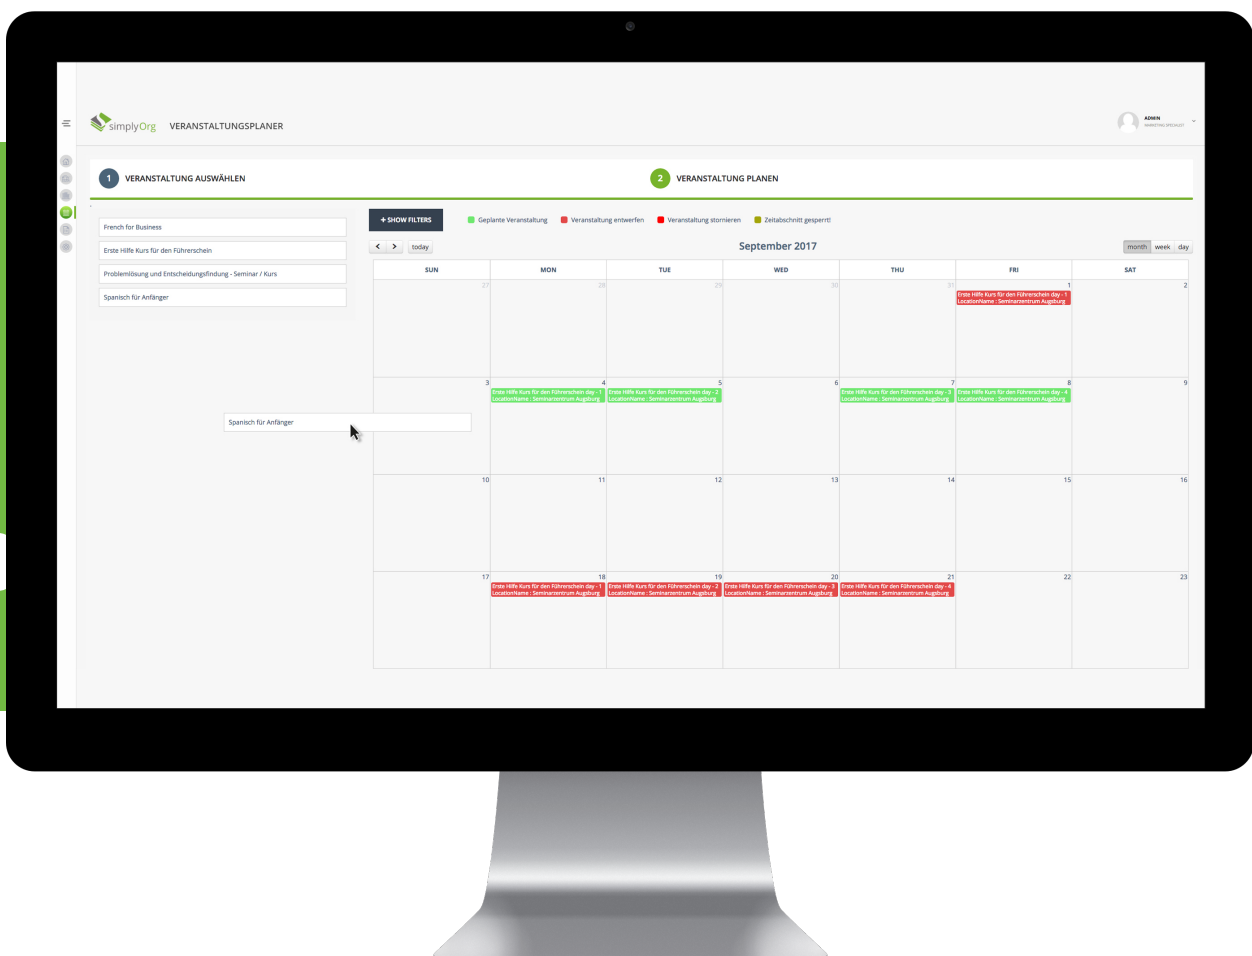 simplyOrg VERANSTALTUNGSPLANER
ADMIN
MARKETING SPECIALIST
1 VERANSTALTUNG AUSWÄHLEN
2 VERANSTALTUNG PLANEN
French for Business
Erste Hilfe Kurs für den Führerschein
Problemlösung und Entscheidungsfindung - Seminar / Kurs
Spanisch für Anfänger
+ SHOW FILTERS
Geplante Veranstaltung
Veranstaltung entwerfen
Veranstaltung stornieren
Zeitabschnitt gesperrt!
< > today
September 2017
month week day
SUN MON TUE WED THU FRI SAT
27 28 29 30 31 1 2
Erste Hilfe Kurs für den Führerschein day - 1
LocationName : Seminarzentrum Augsburg
3 4 5 6 7 8 9
Erste Hilfe Kurs für den Führerschein day - 1
LocationName : Seminarzentrum Augsburg
Erste Hilfe Kurs für den Führerschein day - 2
LocationName : Seminarzentrum Augsburg
Erste Hilfe Kurs für den Führerschein day - 3
LocationName : Seminarzentrum Augsburg
Erste Hilfe Kurs für den Führerschein day - 4
LocationName : Seminarzentrum Augsburg
Spanisch für Anfänger
10 11 12 13 14 15 16
17 18 19 20 21 22 23
Erste Hilfe Kurs für den Führerschein day - 1
LocationName : Seminarzentrum Augsburg
Erste Hilfe Kurs für den Führerschein day - 2
LocationName : Seminarzentrum Augsburg
Erste Hilfe Kurs für den Führerschein day - 3
LocationName : Seminarzentrum Augsburg
Erste Hilfe Kurs für den Führerschein day - 4
LocationName : Seminarzentrum Augsburg